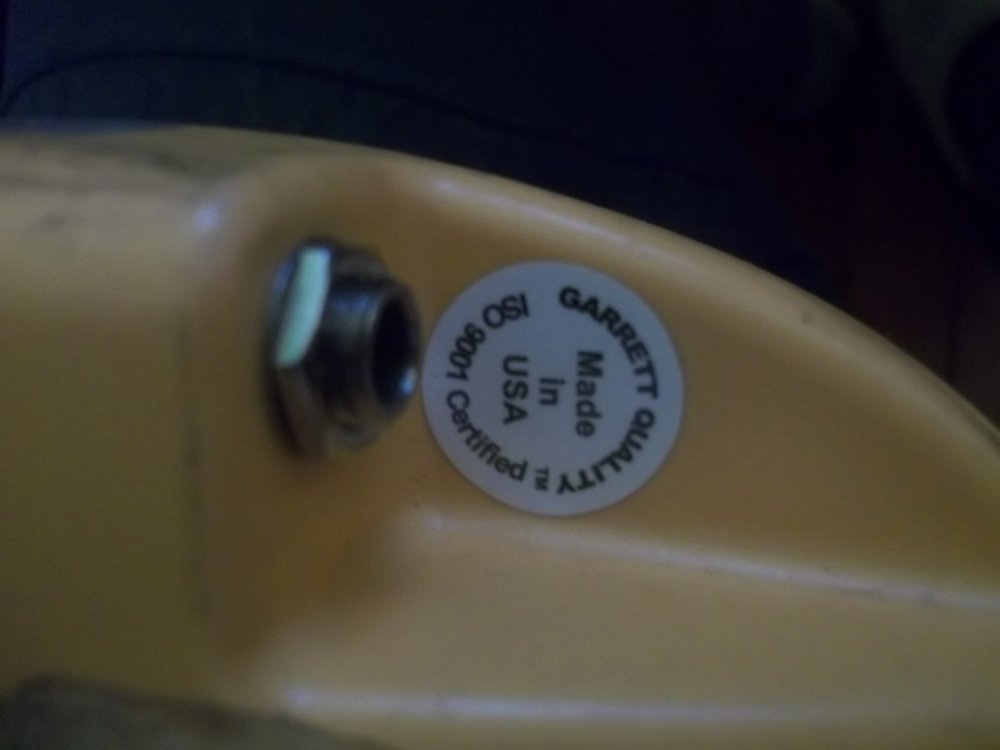 GARRETT QUALITY TM
ISO 9001 Certified
Made
in
USA